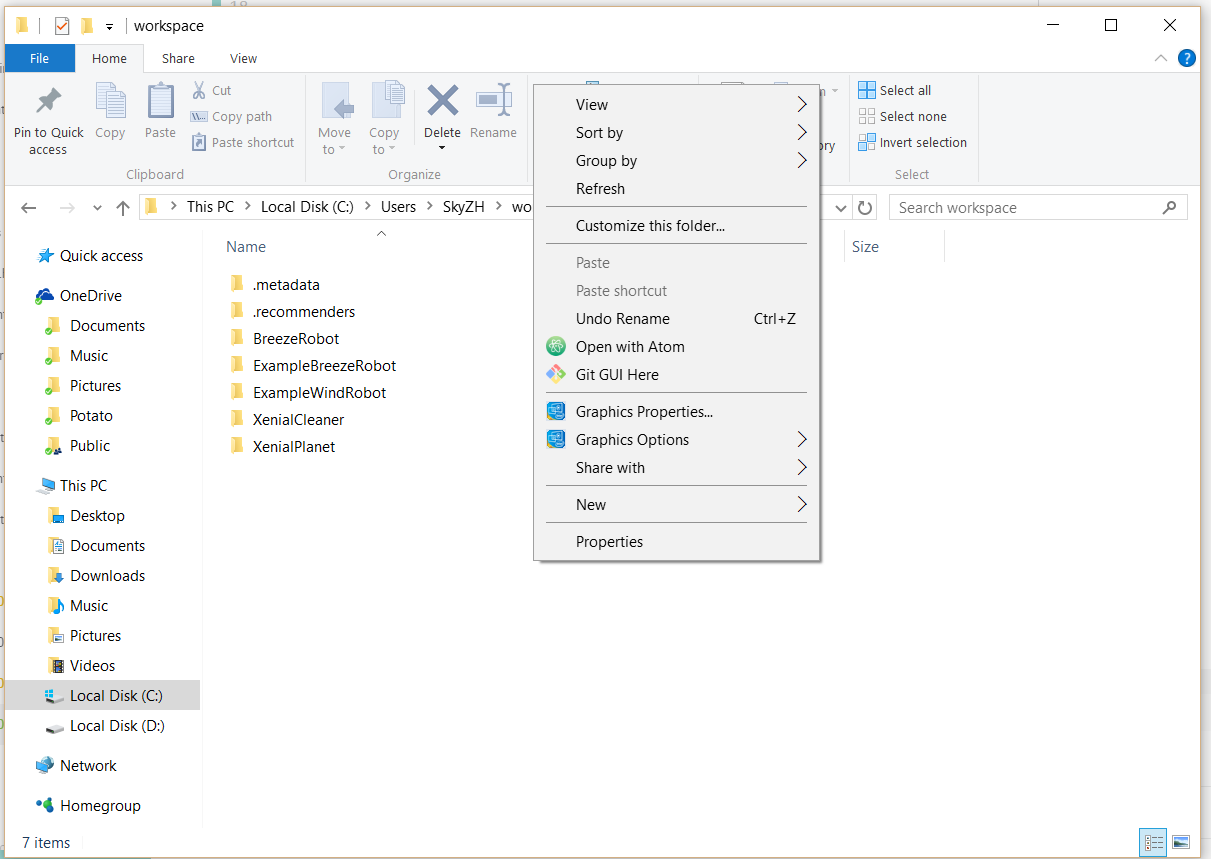 workspace
File Home Share View
Pin to Quick access
Copy
Paste
Cut
Copy path
Paste shortcut
Clipboard
Move to
Copy to
Delete
Rename
Organize
Select all
Select none
Invert selection
Select
This PC Local Disk (C:) Users SkyZH wo
Search workspace
Name Size
Quick access
OneDrive
Documents
Music
Pictures
Potato
Public
This PC
Desktop
Documents
Downloads
Music
Pictures
Videos
Local Disk (C:)
Local Disk (D:)
Network
Homegroup
.metadata
.recommenders
BreezeRobot
ExampleBreezeRobot
ExampleWindRobot
XenialCleaner
XenialPlanet
View
Sort by
Group by
Refresh
Customize this folder...
Paste
Paste shortcut
Undo Rename Ctrl+Z
Open with Atom
Git GUI Here
Graphics Properties...
Graphics Options
Share with
New
Properties
7 items